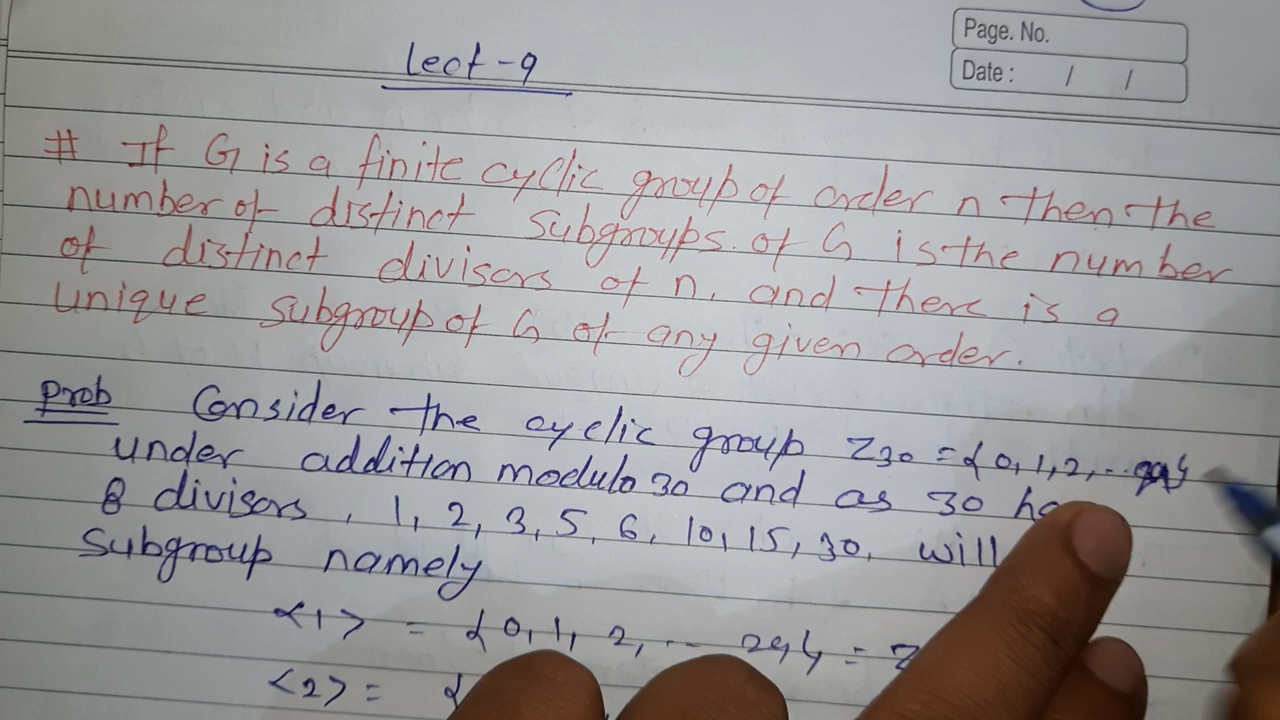 Page. No.
Date : / /
Lect-9
# If G is a finite cyclic group of order n then the
number of distinct subgroups of G is the number
of distinct divisors of n, and there is a
unique subgroup of G of any given order.
Prob Consider the cyclic group Z30 = { 0, 1, 2, ... 29}
under addition modulo 30 and as 30
8 divisors, 1, 2, 3, 5, 6, 10, 15, 30, will
Subgroup namely
<1> = { 0, 1, 2, ... 29} =
<2> = {